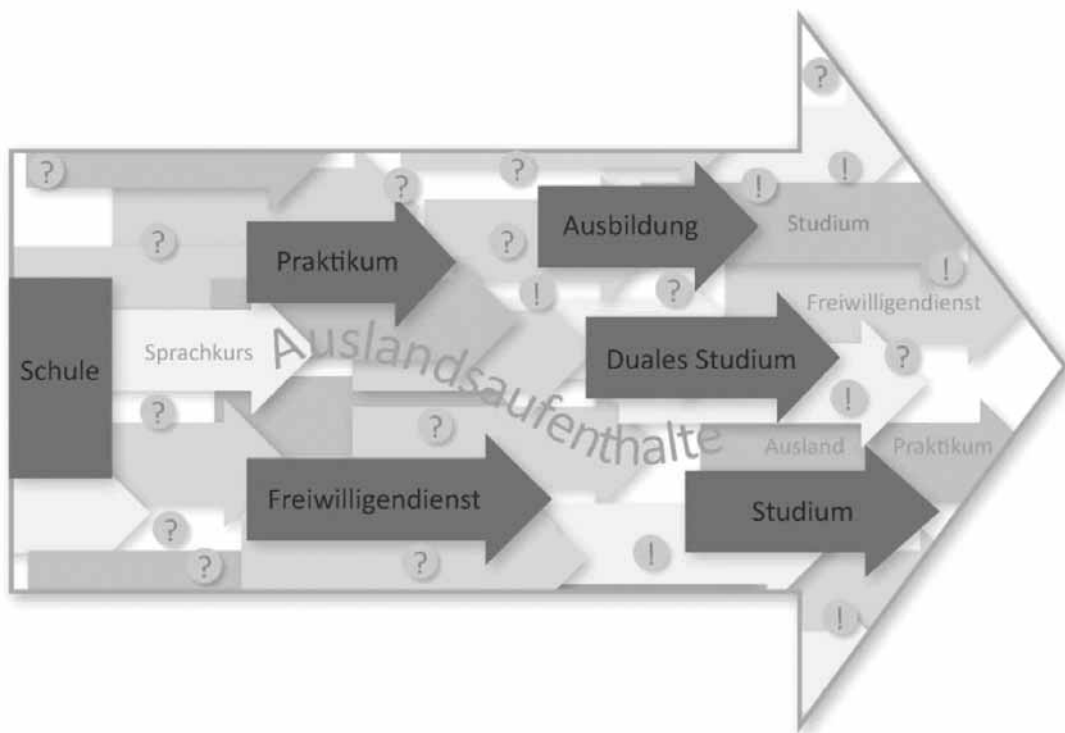 ?
?
!
!
?
?
Ausbildung
Studium
?
?
Praktikum
!
Freiwilligendienst
?
!
Schule
Sprachkurs
Auslandsaufenthalte
Duales Studium
?
!
?
?
Ausland
Praktikum
Freiwilligendienst
Studium
?
?
?
!
!